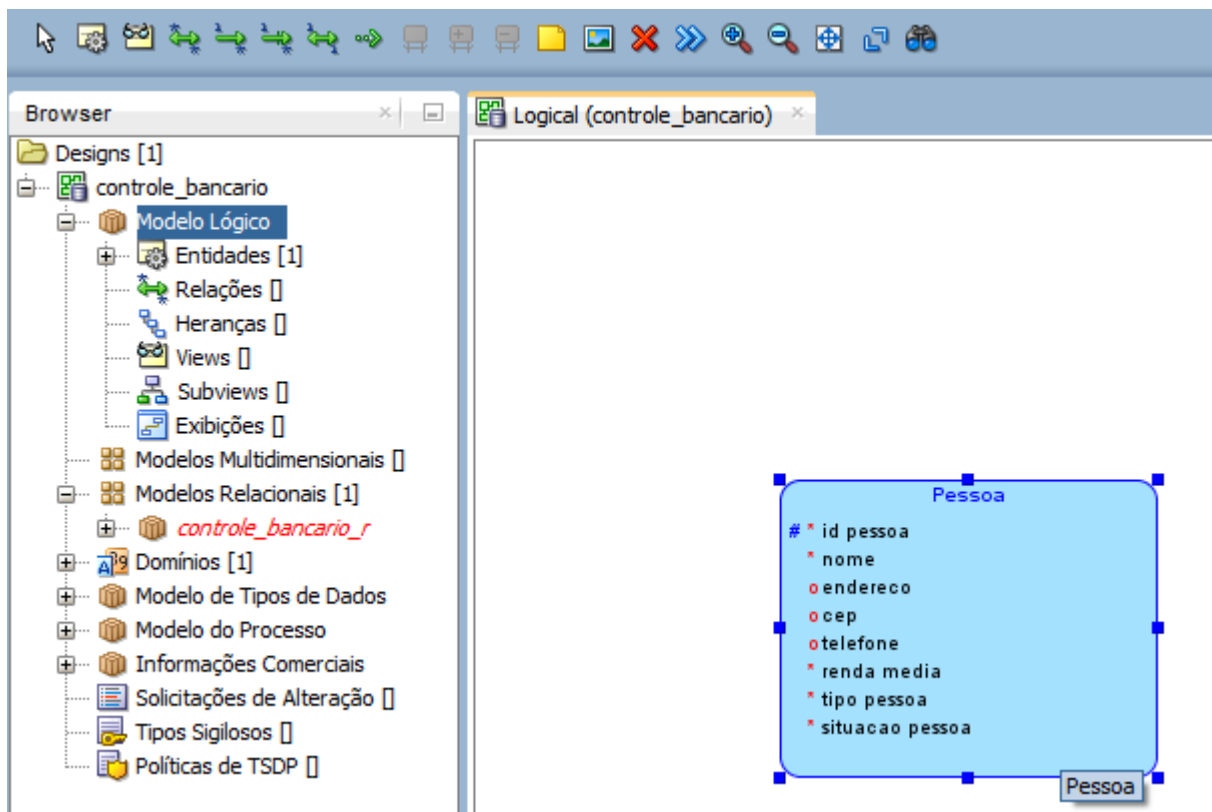 Browser
Designs [1]
controle_bancario
Modelo Lógico
Entidades [1]
Relações []
Heranças []
Views []
Subviews []
Exibições []
Modelos Multidimensionais []
Modelos Relacionais [1]
controle_bancario_r
Domínios [1]
Modelo de Tipos de Dados
Modelo do Processo
Informações Comerciais
Solicitações de Alteração []
Tipos Sigilosos []
Políticas de TSDP []
Logical (controle_bancario)
Pessoa
# * id pessoa
* nome
o endereco
o cep
o telefone
* renda media
* tipo pessoa
* situacao pessoa
Pessoa